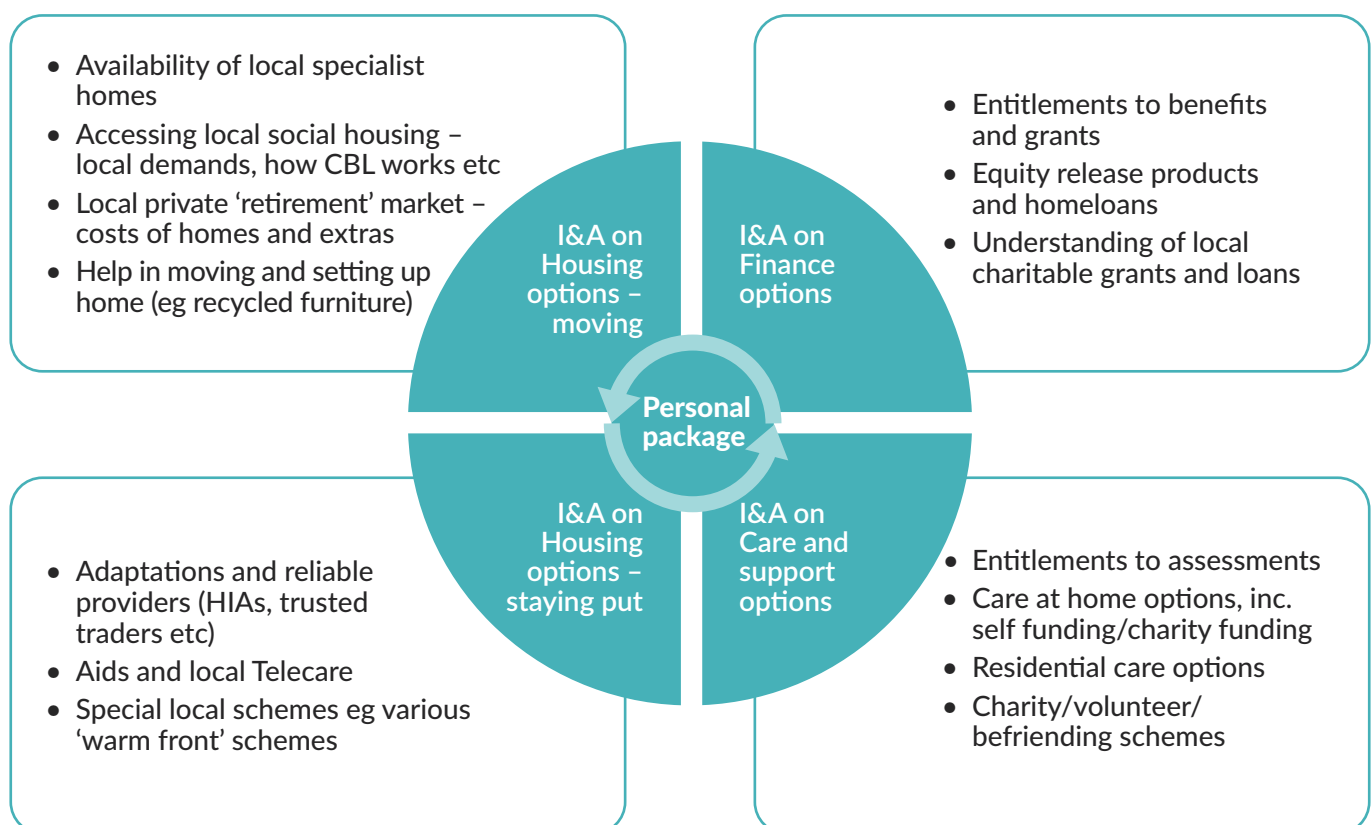 • Availability of local specialist
homes
• Accessing local social housing –
local demands, how CBL works etc
• Local private ‘retirement’ market –
costs of homes and extras
• Help in moving and setting up
home (eg recycled furniture)
I&A on
Housing
options –
moving
I&A on
Finance
options
• Entitlements to benefits
and grants
• Equity release products
and homeloans
• Understanding of local
charitable grants and loans
Personal
package
• Adaptations and reliable
providers (HIAs, trusted
traders etc)
• Aids and local Telecare
• Special local schemes eg various
‘warm front’ schemes
I&A on
Housing
options –
staying put
I&A on
Care and
support
options
• Entitlements to assessments
• Care at home options, inc.
self funding/charity funding
• Residential care options
• Charity/volunteer/
befriending schemes